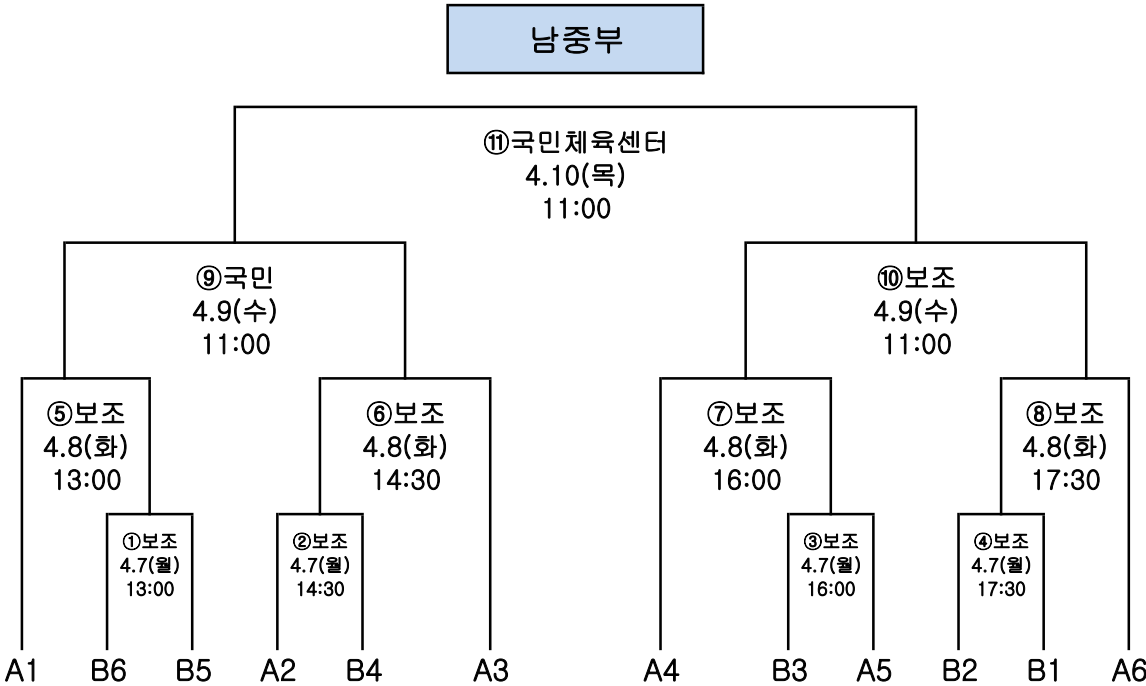 남중부
⑪국민체육센터
4.10(목)
11:00
⑨국민
4.9(수)
11:00
⑩보조
4.9(수)
11:00
⑤보조
4.8(화)
13:00
⑥보조
4.8(화)
14:30
⑦보조
4.8(화)
16:00
⑧보조
4.8(화)
17:30
①보조
4.7(월)
13:00
②보조
4.7(월)
14:30
③보조
4.7(월)
16:00
④보조
4.7(월)
17:30
A1 B6 B5 A2 B4 A3 A4 B3 A5 B2 B1 A6